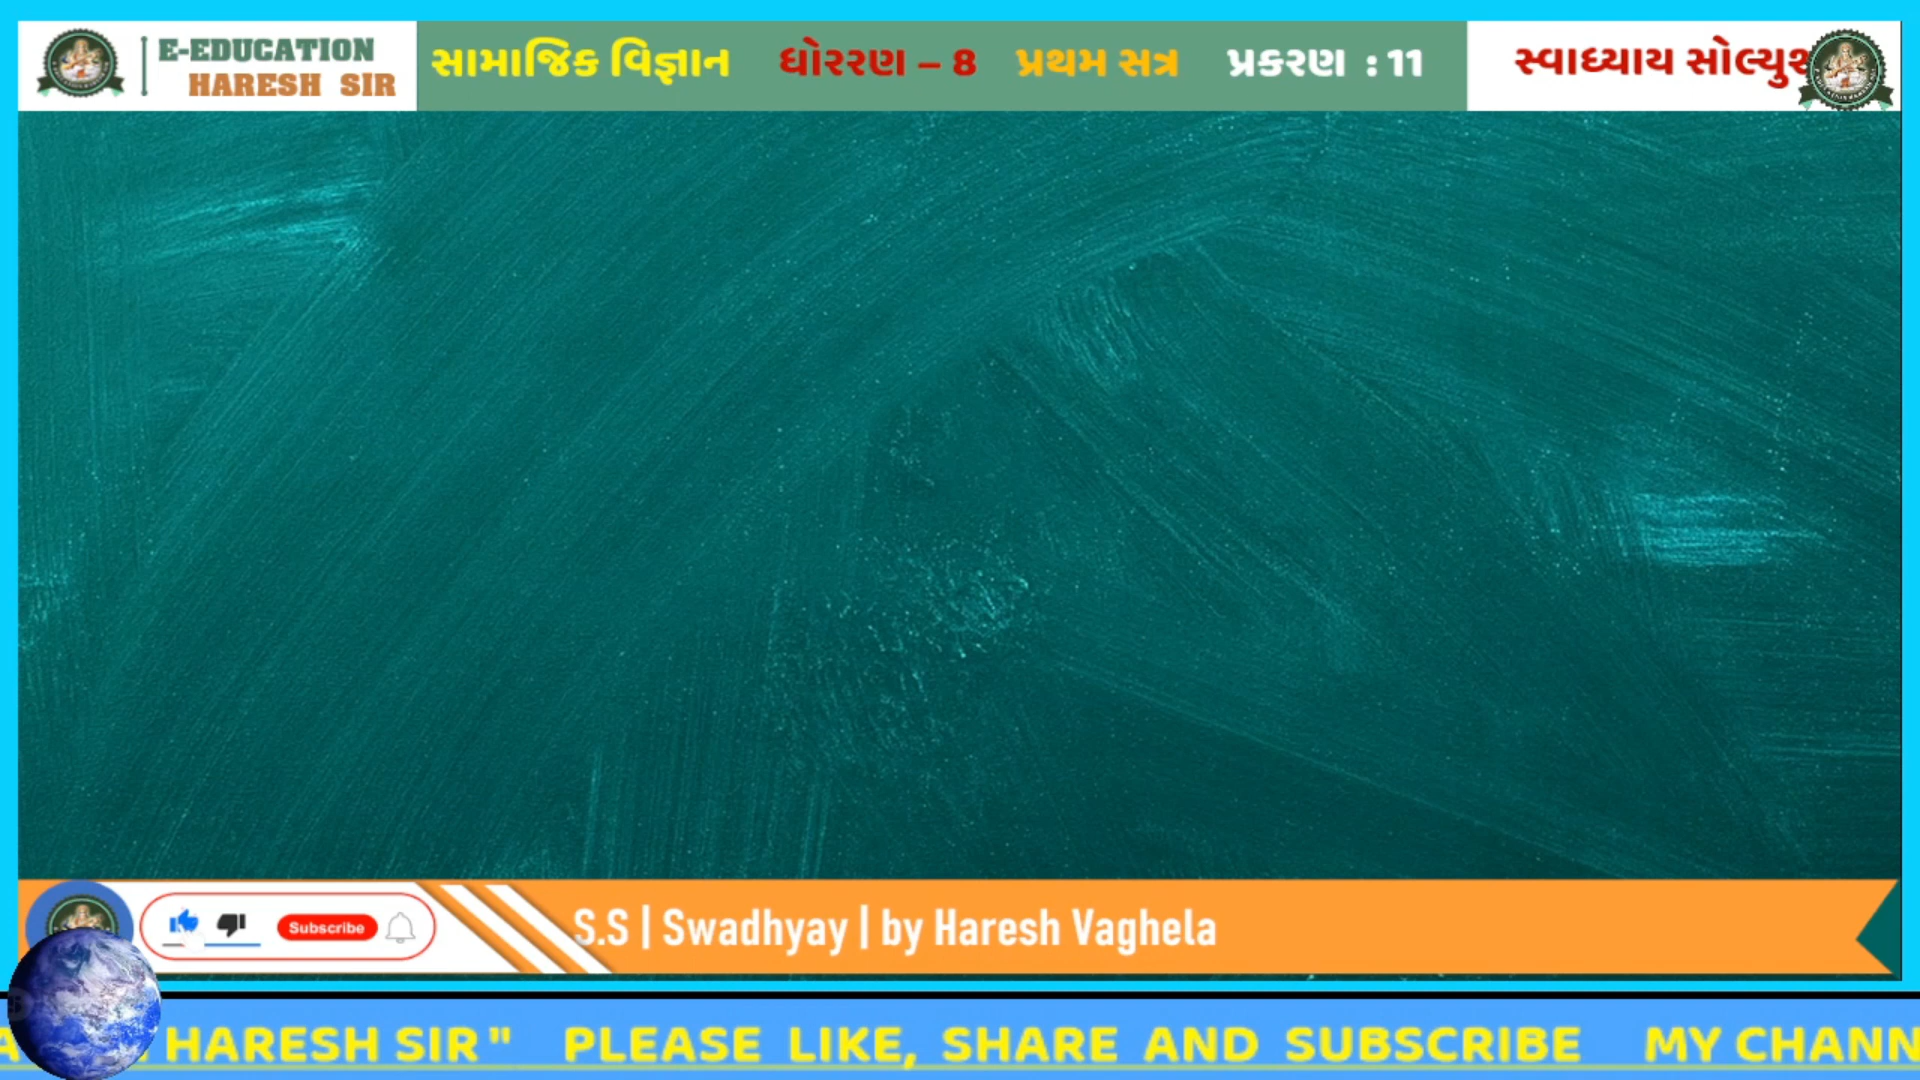 E-EDUCATION
HARESH SIR
સામાજિક વિજ્ઞાન ધોરરણ – 8 પ્રથમ સત્ર પ્રકરણ : 11
સ્વાધ્યાય
Subscribe
S.S | Swadhyay | by Haresh Vaghela
HARESH SIR" PLEASE LIKE, SHARE AND SUBSCRIBE MY CHANN